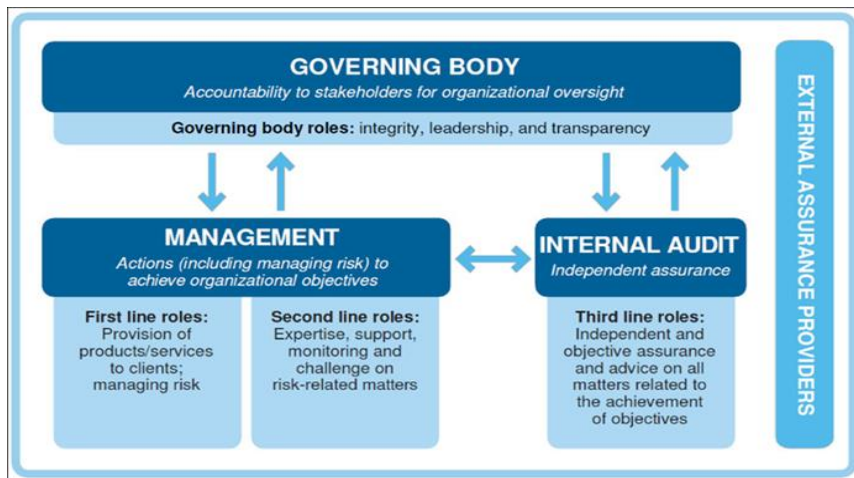 GOVERNING BODY
Accountability to stakeholders for organizational oversight
Governing body roles: integrity, leadership, and transparency
MANAGEMENT
Actions (including managing risk) to
achieve organizational objectives
First line roles:
Provision of
products/services
to clients;
managing risk
Second line roles:
Expertise, support,
monitoring and
challenge on
risk-related matters
INTERNAL AUDIT
Independent assurance
Third line roles:
Independent and
objective assurance
and advice on all
matters related to
the achievement
of objectives
EXTERNAL ASSURANCE PROVIDERS